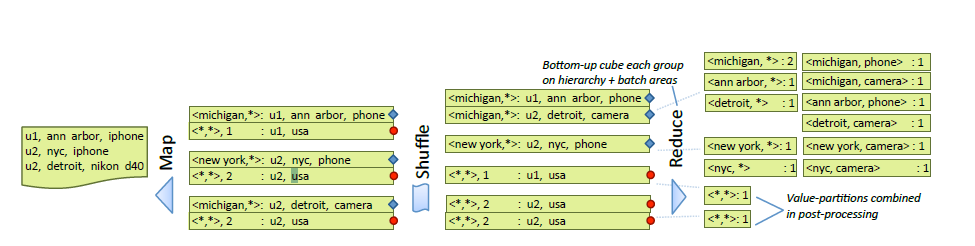 u1, ann arbor, iphone
u2, nyc, iphone
u2, detroit, nikon d40
Map
<michigan,*>: u1, ann arbor, phone
<*,*>, 1 : u1, usa
<new york,*>: u2, nyc, phone
<*,*>, 2 : u2, usa
<michigan,*>: u2, detroit, camera
<*,*>, 2 : u2, usa
Shuffle
<michigan,*>: u1, ann arbor, phone
<michigan,*>: u2, detroit, camera
<new york,*>: u2, nyc, phone
<*,*>, 1 : u1, usa
<*,*>, 2 : u2, usa
<*,*>, 2 : u2, usa
Bottom-up cube each group
on hierarchy + batch areas
Reduce
<michigan, *> : 2
<ann arbor, *>: 1
<detroit, *> : 1
<michigan, phone> : 1
<michigan, camera> : 1
<ann arbor, phone> : 1
<detroit, camera> : 1
<new york, *>: 1
<nyc, *> : 1
<new york, camera> : 1
<nyc, camera> : 1
<*,*>: 1
<*,*>: 1
Value-partitions combined
in post-processing